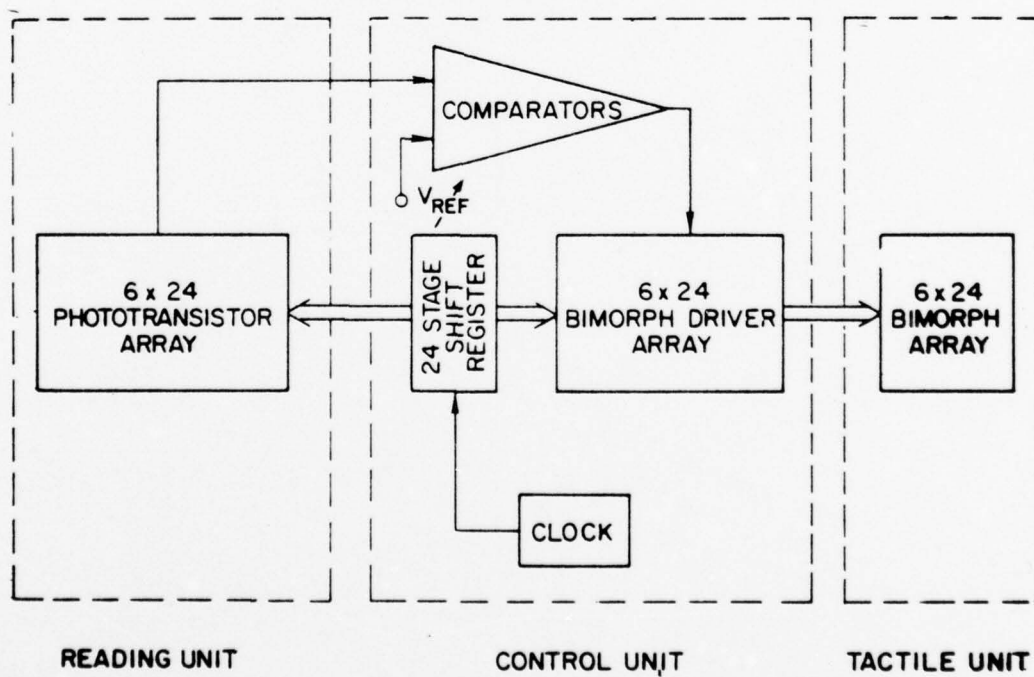 COMPARATORS
V REF
6 x 24
PHOTOTRANSISTOR
ARRAY
24 STAGE
SHIFT
REGISTER
6 x 24
BIMORPH DRIVER
ARRAY
6 x 24
BIMORPH
ARRAY
CLOCK
READING UNIT
CONTROL UNIT
TACTILE UNIT